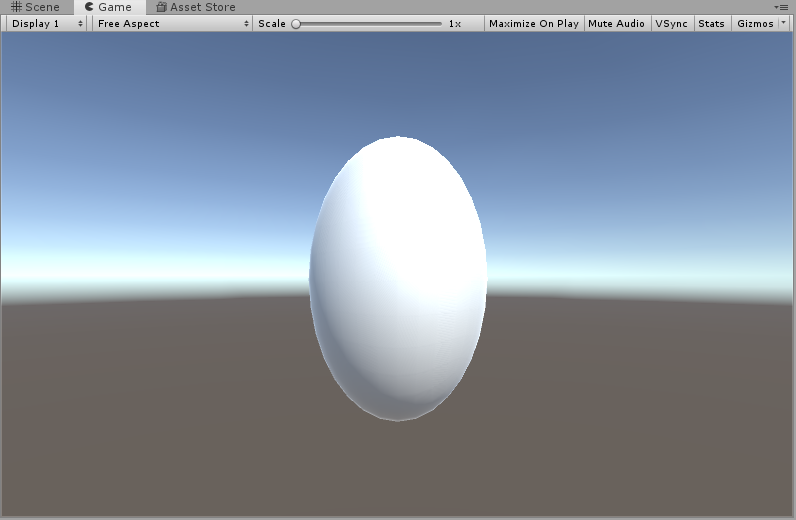 Scene Game Asset Store
Display 1 Free Aspect Scale 1x Maximize On Play Mute Audio VSync Stats Gizmos